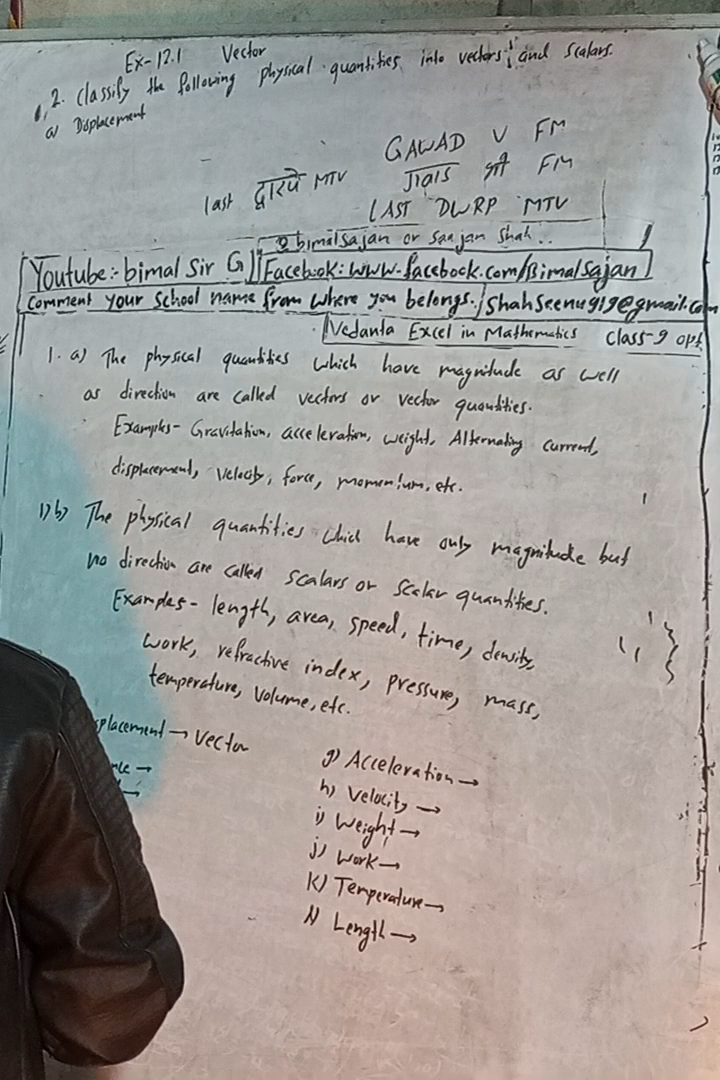 Ex-12.1 Vector
2. Classify the following physical quantities into vectors and scalars.
a) Displacement
GAWAD V FM
last द्वारपे MTV गावाड भी FM
LAST DWRP MTV
bimalsajan or Saajan Shah..
Youtube:- bimal Sir G Facebook: www.facebook.com/Bimalsajan
Comment your school name from where you belongs. / Shahseenu919@gmail.com
Vedanta Excel in Mathematics Class-9 opt
1. a) The physical quantities which have magnitude as well
as direction are called vectors or vector quantities.
Examples- Gravitation, acceleration, weight, Alternating current,
displacement, velocity, force, momentum, etc.
1) b) The physical quantities which have only magnitude but
no direction are called scalars or scalar quantities.
Examples- length, area, speed, time, density,
work, refractive index, pressure, mass,
temperature, volume, etc.
splacement → Vector
g) Acceleration →
h) Velocity →
i) Weight →
j) Work →
k) Temperature →
l) Length →